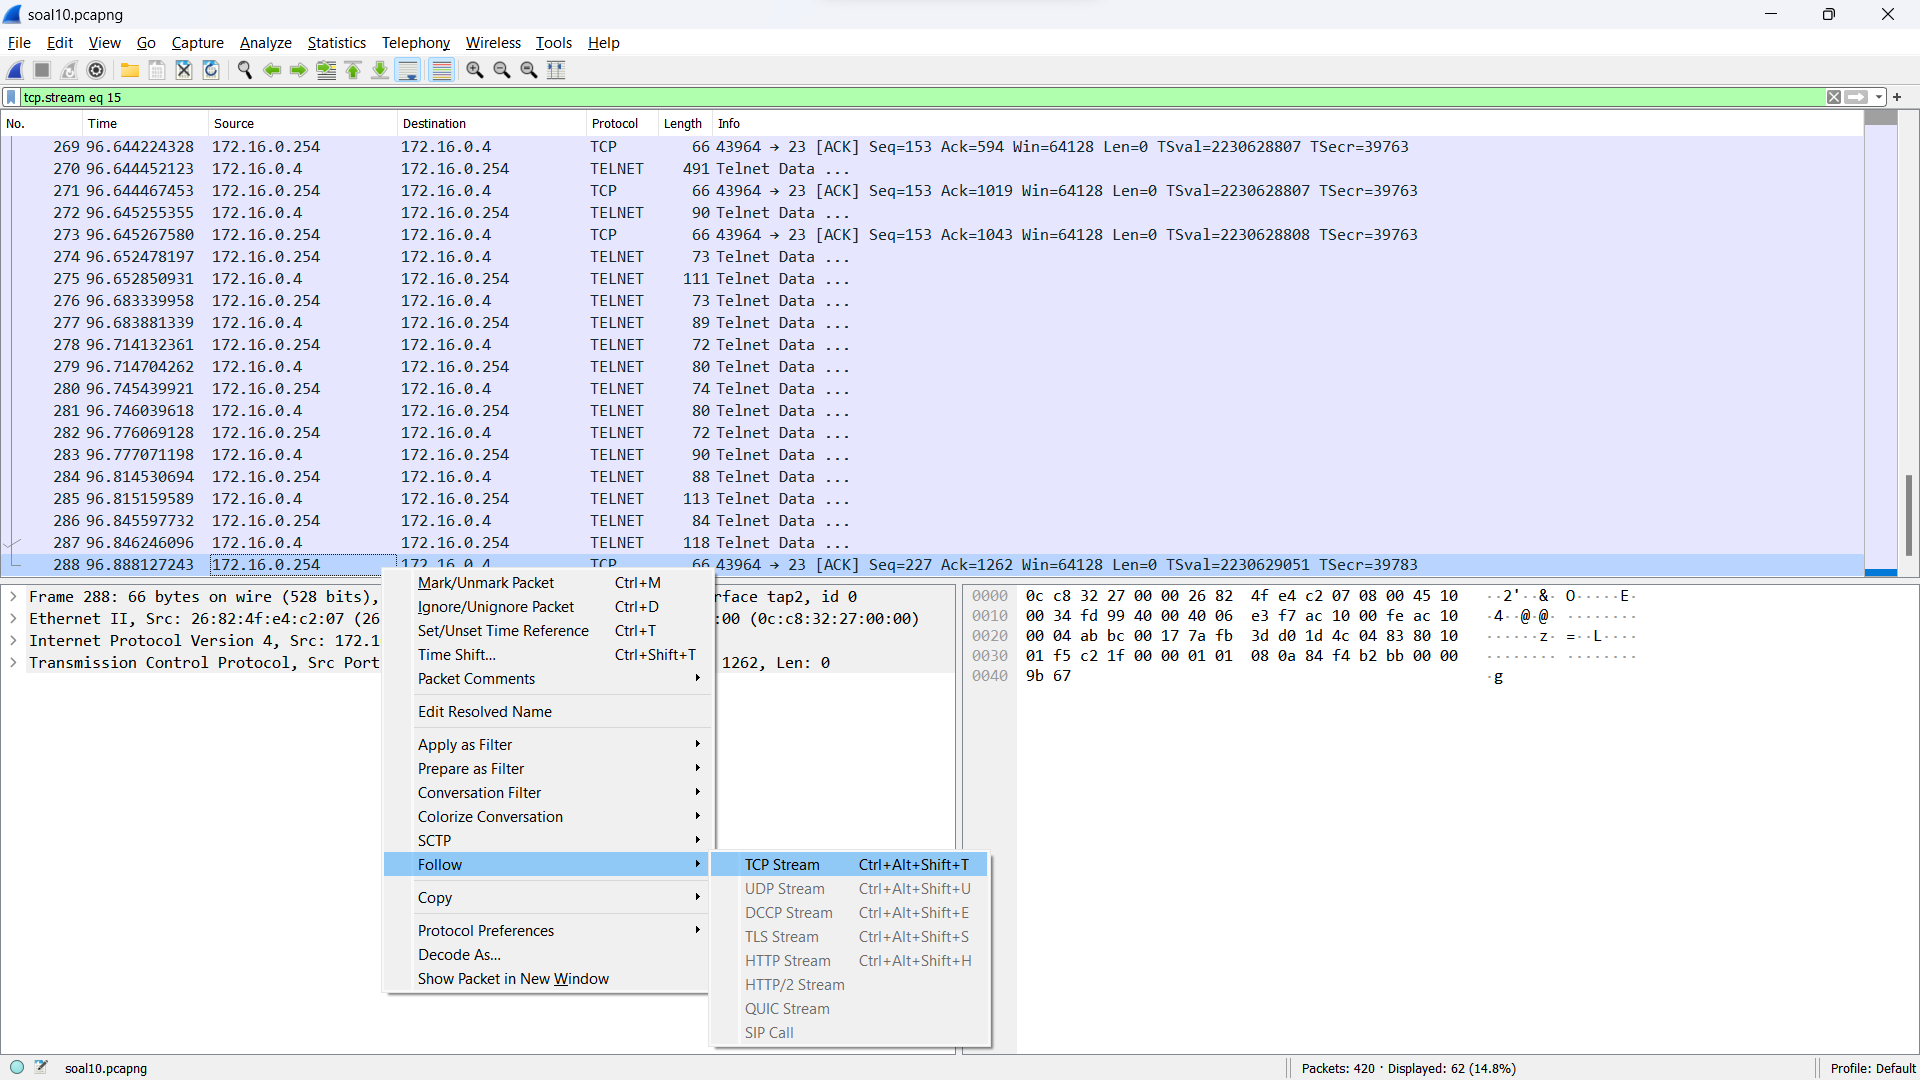 soal10.pcapng
File Edit View Go Capture Analyze Statistics Telephony Wireless Tools Help
tcp.stream eq 15
No. Time Source Destination Protocol Length Info
269 96.644224328 172.16.0.254 172.16.0.4 TCP 66 43964 → 23 [ACK] Seq=153 Ack=594 Win=64128 Len=0 TSval=2230628807 TSecr=39763
270 96.644452123 172.16.0.4 172.16.0.254 TELNET 491 Telnet Data ...
271 96.644467453 172.16.0.254 172.16.0.4 TCP 66 43964 → 23 [ACK] Seq=153 Ack=1019 Win=64128 Len=0 TSval=2230628807 TSecr=39763
272 96.645255355 172.16.0.4 172.16.0.254 TELNET 90 Telnet Data ...
273 96.645267580 172.16.0.254 172.16.0.4 TCP 66 43964 → 23 [ACK] Seq=153 Ack=1043 Win=64128 Len=0 TSval=2230628808 TSecr=39763
274 96.652478197 172.16.0.254 172.16.0.4 TELNET 73 Telnet Data ...
275 96.652850931 172.16.0.4 172.16.0.254 TELNET 111 Telnet Data ...
276 96.683339958 172.16.0.254 172.16.0.4 TELNET 73 Telnet Data ...
277 96.683881339 172.16.0.4 172.16.0.254 TELNET 89 Telnet Data ...
278 96.714132361 172.16.0.254 172.16.0.4 TELNET 72 Telnet Data ...
279 96.714704262 172.16.0.4 172.16.0.254 TELNET 80 Telnet Data ...
280 96.745439921 172.16.0.254 172.16.0.4 TELNET 74 Telnet Data ...
281 96.746039618 172.16.0.4 172.16.0.254 TELNET 80 Telnet Data ...
282 96.776069128 172.16.0.254 172.16.0.4 TELNET 72 Telnet Data ...
283 96.777071198 172.16.0.4 172.16.0.254 TELNET 90 Telnet Data ...
284 96.814530694 172.16.0.254 172.16.0.4 TELNET 88 Telnet Data ...
285 96.815159589 172.16.0.4 172.16.0.254 TELNET 113 Telnet Data ...
286 96.845597732 172.16.0.254 172.16.0.4 TELNET 84 Telnet Data ...
287 96.846246096 172.16.0.4 172.16.0.254 TELNET 118 Telnet Data ...
288 96.888127243 172.16.0.254 172.16.0.4 TCP 66 43964 → 23 [ACK] Seq=227 Ack=1262 Win=64128 Len=0 TSval=2230629051 TSecr=39783
Frame 288: 66 bytes on wire (528 bits), rface tap2, id 0
Ethernet II, Src: 26:82:4f:e4:c2:07 (26 :00 (0c:c8:32:27:00:00)
Internet Protocol Version 4, Src: 172.1
Transmission Control Protocol, Src Port 1262, Len: 0
Mark/Unmark Packet Ctrl+M
Ignore/Unignore Packet Ctrl+D
Set/Unset Time Reference Ctrl+T
Time Shift... Ctrl+Shift+T
Packet Comments
Edit Resolved Name
Apply as Filter
Prepare as Filter
Conversation Filter
Colorize Conversation
SCTP
Follow
Copy
Protocol Preferences
Decode As...
Show Packet in New Window
TCP Stream Ctrl+Alt+Shift+T
UDP Stream Ctrl+Alt+Shift+U
DCCP Stream Ctrl+Alt+Shift+E
TLS Stream Ctrl+Alt+Shift+S
HTTP Stream Ctrl+Alt+Shift+H
HTTP/2 Stream
QUIC Stream
SIP Call
0000 0c c8 32 27 00 00 26 82 4f e4 c2 07 08 00 45 10 ··2'··&· O·····E·
0010 00 34 fd 99 40 00 40 06 e3 f7 ac 10 00 fe ac 10 ·4··@·@· ········
0020 00 04 ab bc 00 17 7a fb 3d d0 1d 4c 04 83 80 10 ······z· =··L····
0030 01 f5 c2 1f 00 00 01 01 08 0a 84 f4 b2 bb 00 00 ········ ········
0040 9b 67 ·g
soal10.pcapng
Packets: 420 · Displayed: 62 (14.8%)
Profile: Default